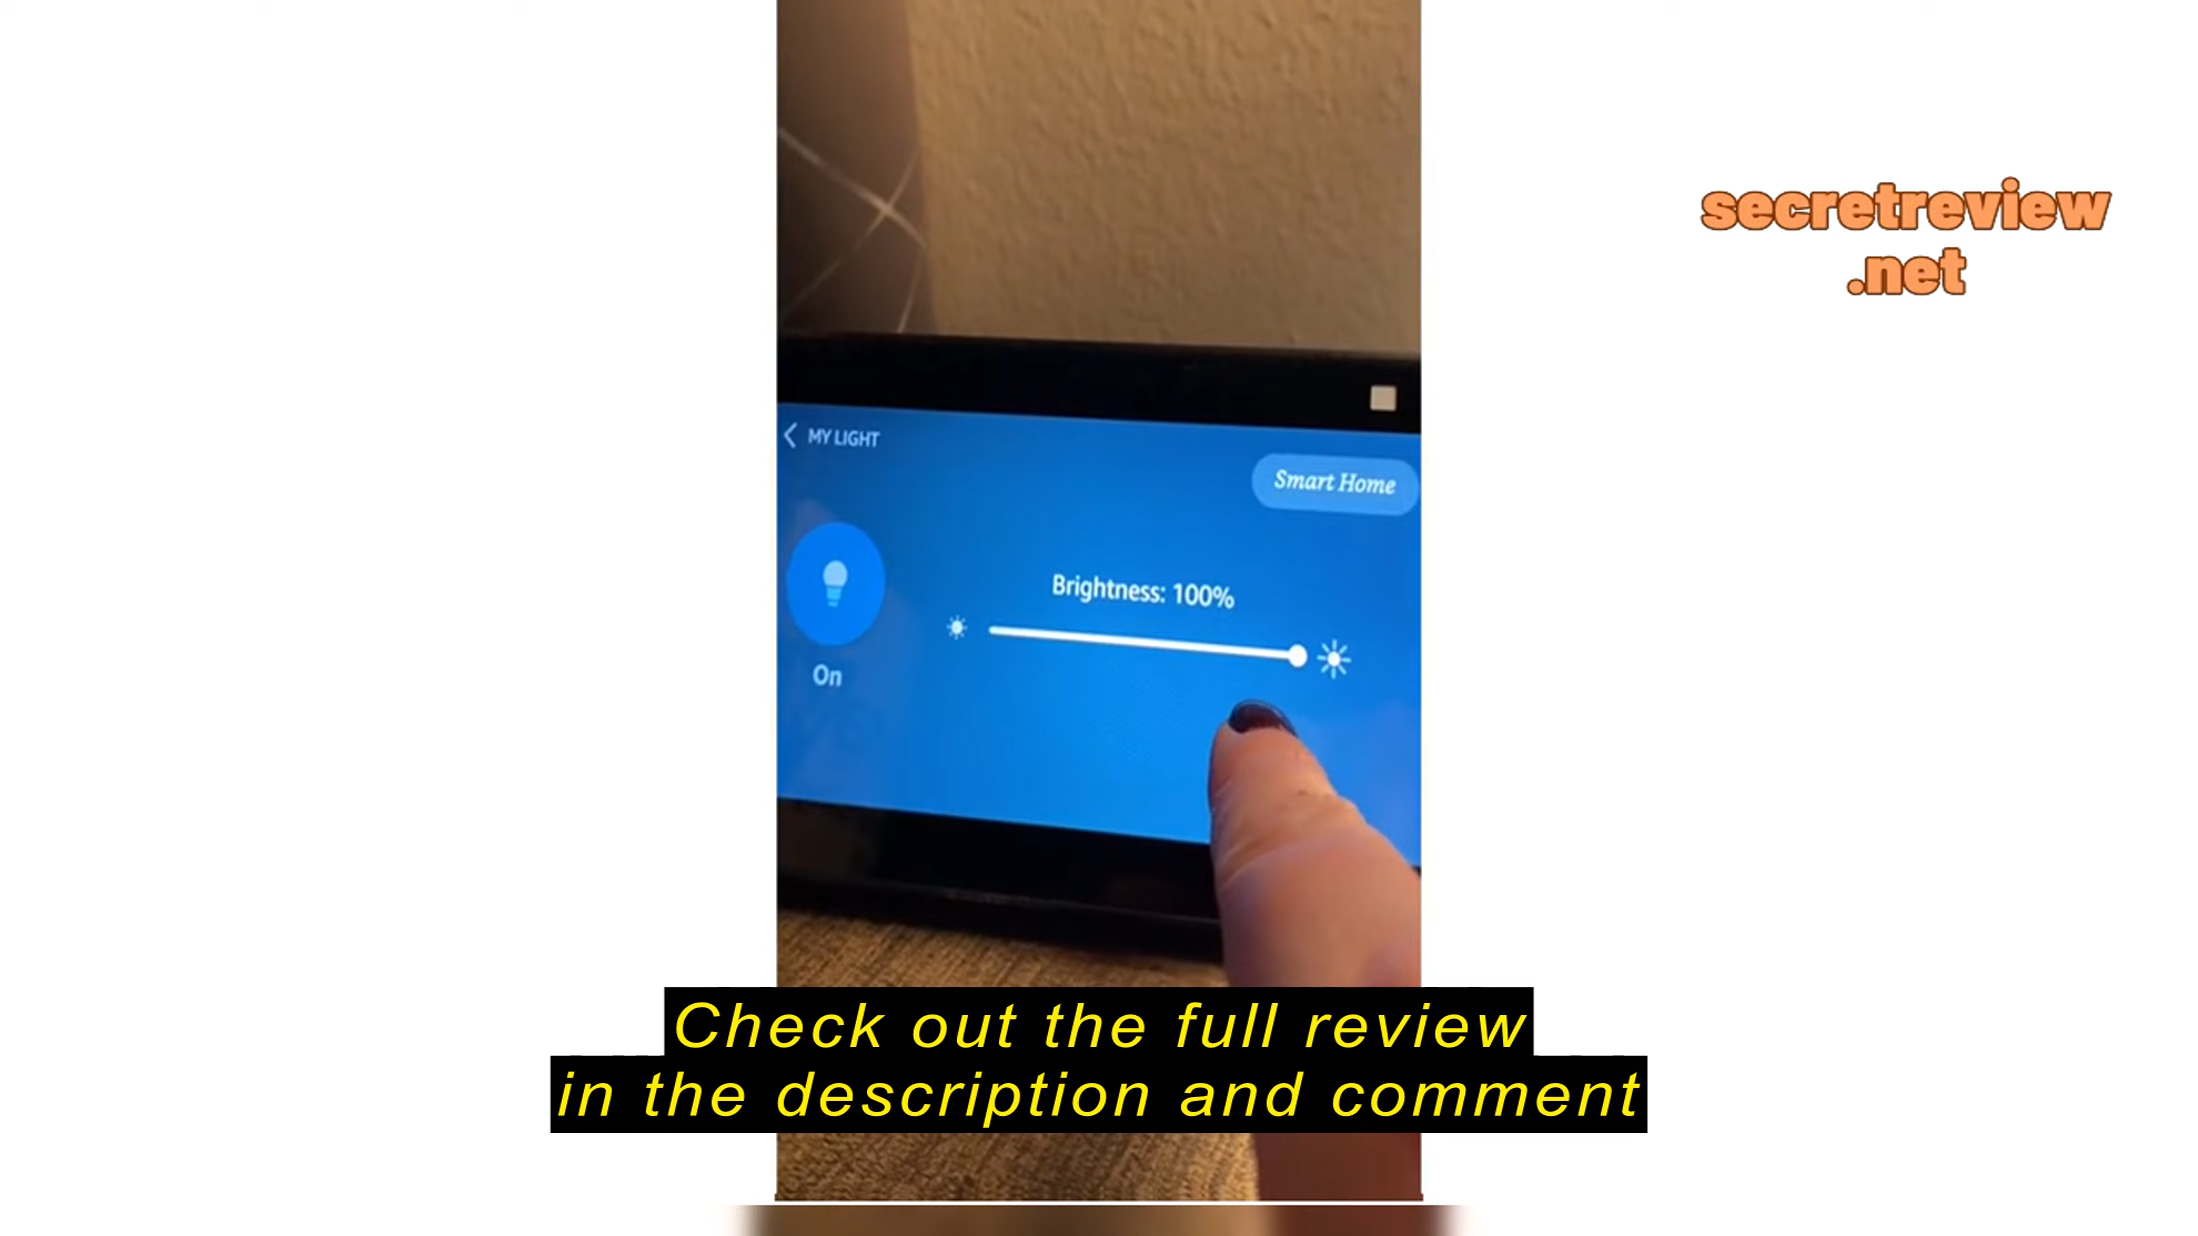 secretreview
.net
MY LIGHT
Smart Home
Brightness: 100%
On
Check out the full review
in the description and comment